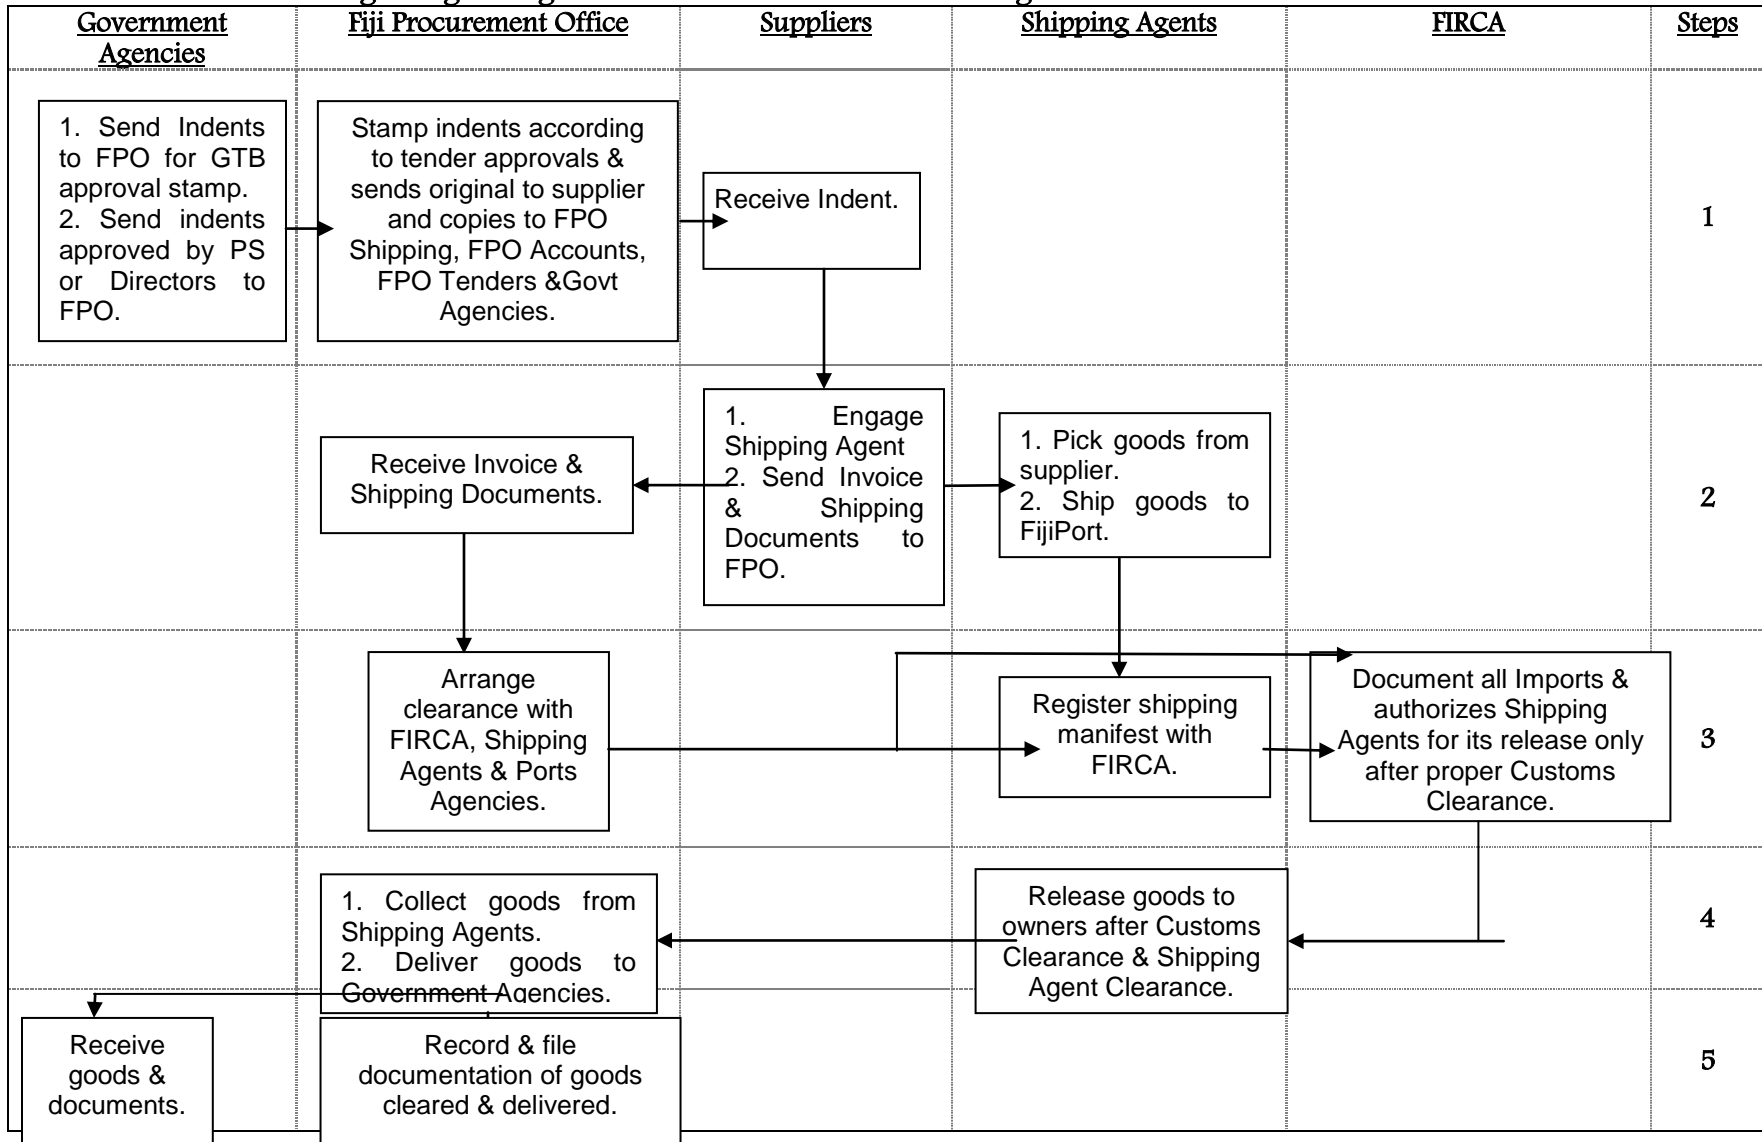 Government
Agencies
Fiji Procurement Office
Suppliers
Shipping Agents
FIRCA
Steps
1. Send Indents
to FPO for GTB
approval stamp.
2. Send indents
approved by PS
or Directors to
FPO.
Stamp indents according
to tender approvals &
sends original to supplier
and copies to FPO
Shipping, FPO Accounts,
FPO Tenders &Govt
Agencies.
Receive Indent.
1
Receive Invoice &
Shipping Documents.
1. Engage
Shipping Agent
2. Send Invoice
& Shipping
Documents to
FPO.
1. Pick goods from
supplier.
2. Ship goods to
FijiPort.
2
Arrange
clearance with
FIRCA, Shipping
Agents & Ports
Agencies.
Register shipping
manifest with
FIRCA.
Document all Imports &
authorizes Shipping
Agents for its release only
after proper Customs
Clearance.
3
1. Collect goods from
Shipping Agents.
2. Deliver goods to
Government Agencies.
Release goods to
owners after Customs
Clearance & Shipping
Agent Clearance.
4
Receive
goods &
documents.
Record & file
documentation of goods
cleared & delivered.
5